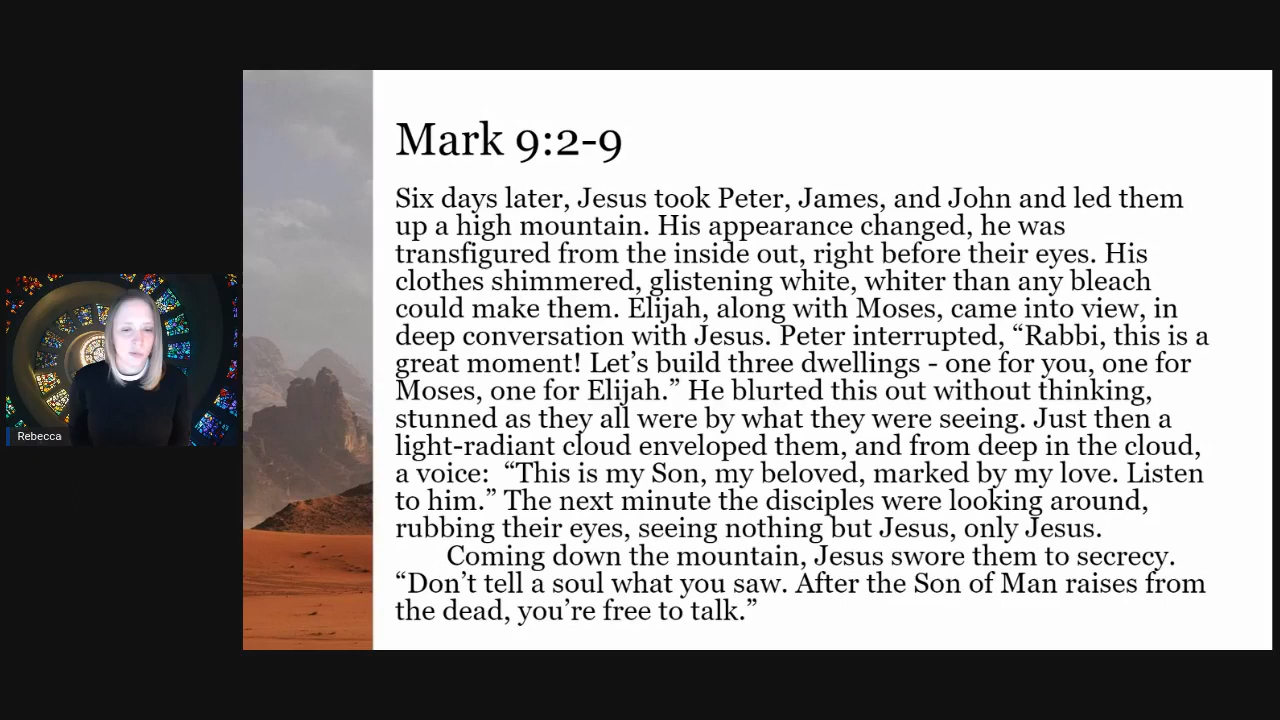 Mark 9:2-9
Six days later, Jesus took Peter, James, and John and led them
up a high mountain. His appearance changed, he was
transfigured from the inside out, right before their eyes. His
clothes shimmered, glistening white, whiter than any bleach
could make them. Elijah, along with Moses, came into view, in
deep conversation with Jesus. Peter interrupted, “Rabbi, this is a
great moment! Let’s build three dwellings - one for you, one for
Moses, one for Elijah.” He blurted this out without thinking,
stunned as they all were by what they were seeing. Just then a
light-radiant cloud enveloped them, and from deep in the cloud,
a voice:  “This is my Son, my beloved, marked by my love. Listen
to him.” The next minute the disciples were looking around,
rubbing their eyes, seeing nothing but Jesus, only Jesus.
Coming down the mountain, Jesus swore them to secrecy.
“Don’t tell a soul what you saw. After the Son of Man raises from
the dead, you’re free to talk.”
Rebecca